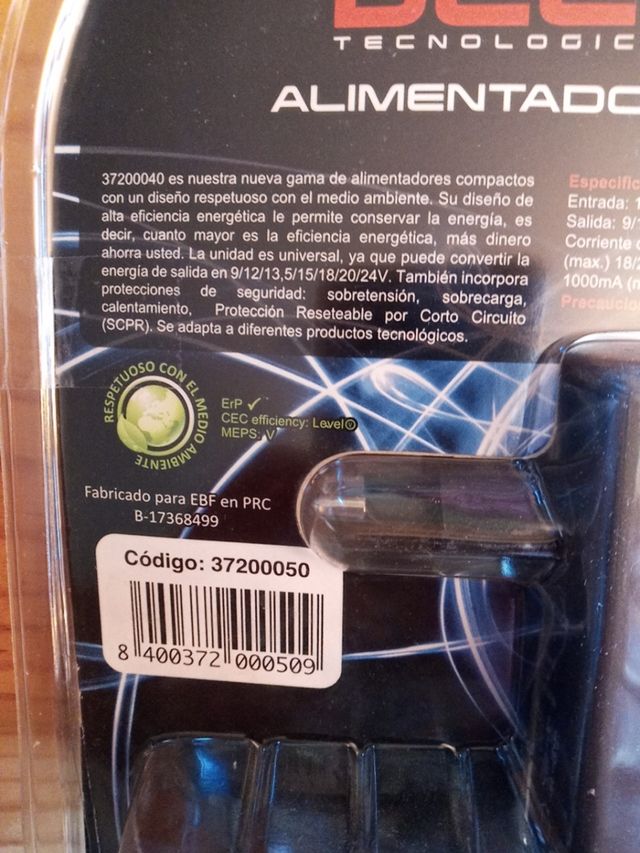 TECNOLOGIC
ALIMENTADO
37200040 es nuestra nueva gama de alimentadores compactos
con un diseño respetuoso con el medio ambiente. Su diseño de
alta eficiencia energética le permite conservar la energía, es
decir, cuanto mayor es la eficiencia energética, más dinero
ahorra usted. La unidad es universal, ya que puede convertir la
energía de salida en 9/12/13,5/15/18/20/24V. También incorpora
protecciones de seguridad: sobretensión, sobrecarga,
calentamiento, Protección Reseteable por Corto Circuito
(SCPR). Se adapta a diferentes productos tecnológicos.
Especific
Entrada: 1
Salida: 9/1
Corriente
(max.) 18/2
1000mA (m
Precaucio
RESPETUOSO CON EL MEDIO AMBIENTE
ErP ✓
CEC efficiency: Level V
MEPS: V
Fabricado para EBF en PRC
B-17368499
Código: 37200050
8 400372 000509